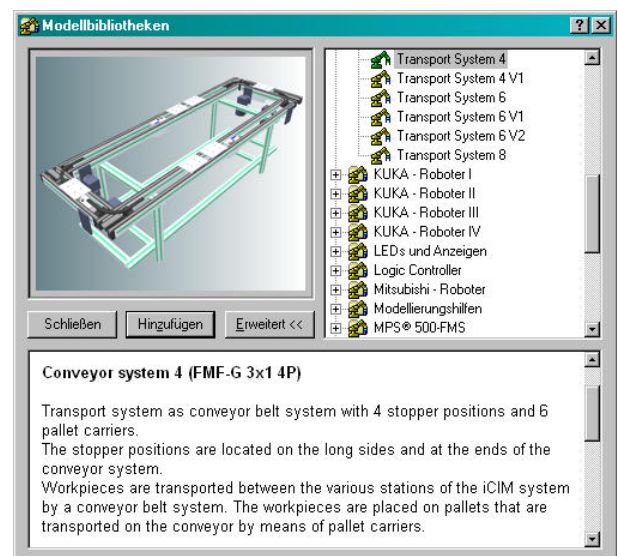 Modellbibliotheken
Transport System 4
Transport System 4 V1
Transport System 6
Transport System 6 V1
Transport System 6 V2
Transport System 8
KUKA - Roboter I
KUKA - Roboter II
KUKA - Roboter III
KUKA - Roboter IV
LEDs und Anzeigen
Logic Controller
Mitsubishi - Roboter
Modellierungshilfen
MPS® 500-FMS
Schließen
Hinzufügen
Erweitert <<
Conveyor system 4 (FMF-G 3x1 4P)
Transport system as conveyor belt system with 4 stopper positions and 6
pallet carriers.
The stopper positions are located on the long sides and at the ends of the
conveyor system.
Workpieces are transported between the various stations of the iCIM system
by a conveyor belt system. The workpieces are placed on pallets that are
transported on the conveyor by means of pallet carriers.